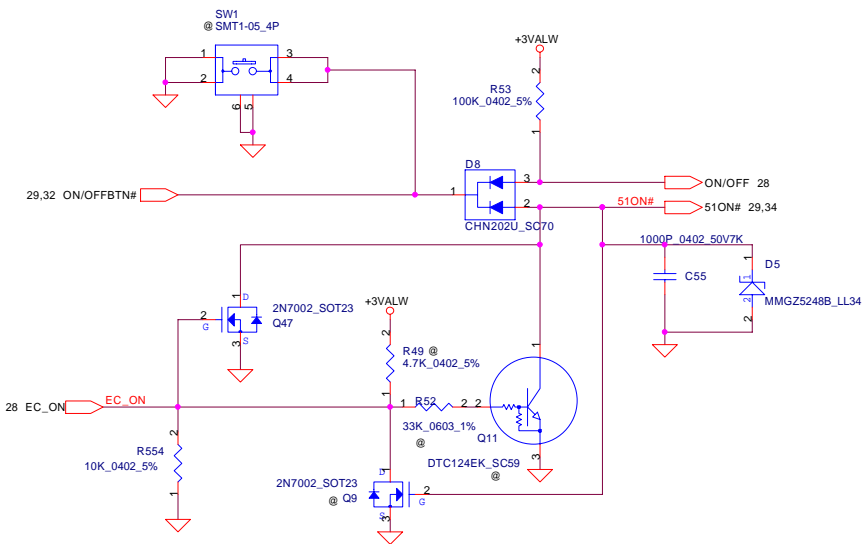 SW1
@ SMT1-05_4P
1
2
3
4
6
5
+3VALW
2
R53
100K_0402_5%
1
D8
29,32 ON/OFFBTN#
1
3
2
ON/OFF 28
51ON#
51ON# 29,34
CHN202U_SC70
1000P_0402_50V7K
C55
1
D5
1
2
MMGZ5248B_LL34
2
1
D
2
G
S
3
2N7002_SOT23
Q47
+3VALW
2
R49 @
4.7K_0402_5%
1
1
28 EC_ON
EC_ON
1
R52
2
2
33K_0603_1%
@
Q11
3
DTC124EK_SC59
@
2
R554
10K_0402_5%
1
2N7002_SOT23
@ Q9
1
D
2
G
S
3